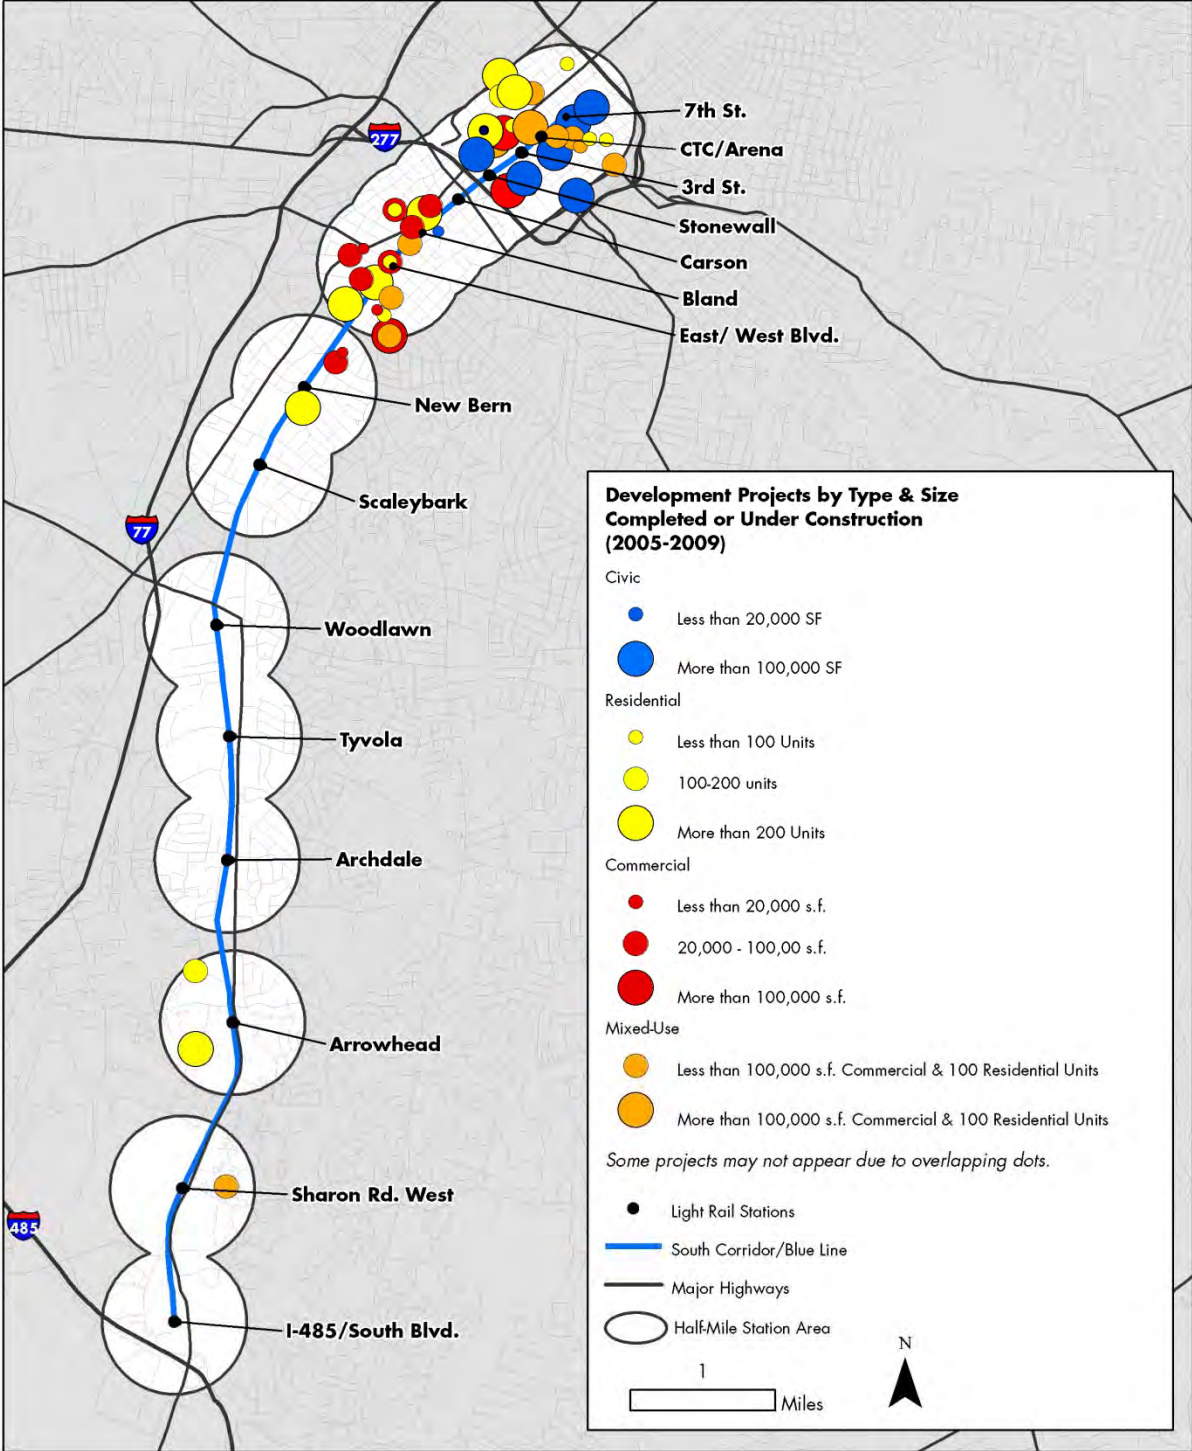 7th St.
277
CTC/Arena
3rd St.
Stonewall
Carson
Bland
East/ West Blvd.
New Bern
Scaleybark
77
Woodlawn
Tyvola
Archdale
Arrowhead
Sharon Rd. West
485
I-485/South Blvd.
Development Projects by Type & Size
Completed or Under Construction
(2005-2009)
Civic
Less than 20,000 SF
More than 100,000 SF
Residential
Less than 100 Units
100-200 units
More than 200 Units
Commercial
Less than 20,000 s.f.
20,000 - 100,00 s.f.
More than 100,000 s.f.
Mixed-Use
Less than 100,000 s.f. Commercial & 100 Residential Units
More than 100,000 s.f. Commercial & 100 Residential Units
Some projects may not appear due to overlapping dots.
Light Rail Stations
South Corridor/Blue Line
Major Highways
Half-Mile Station Area
N
1
Miles